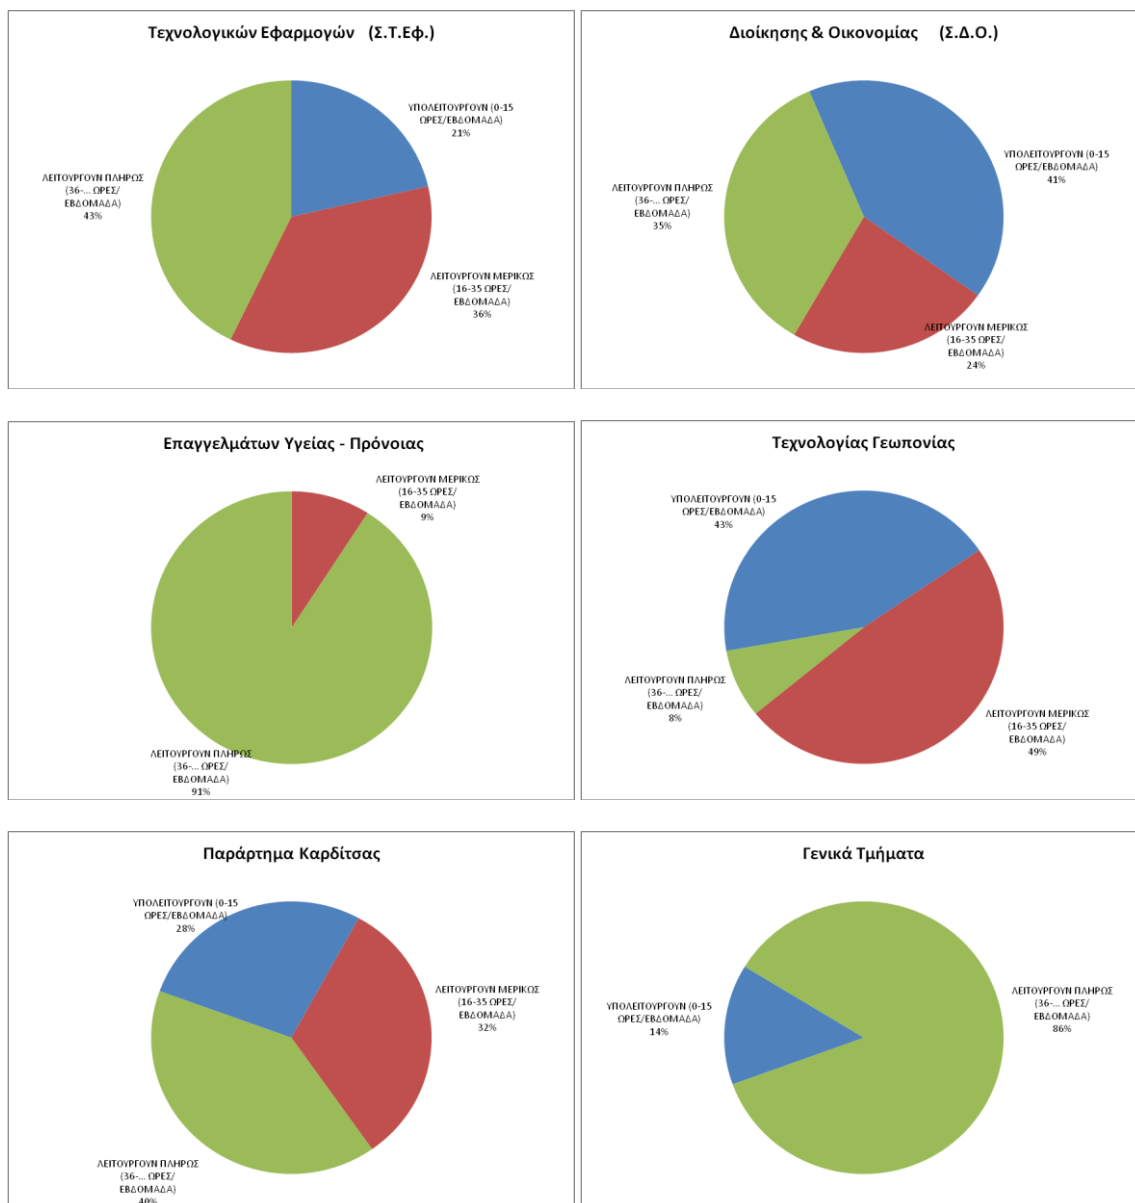 Τεχνολογικών Εφαρμογών (Σ.Τ.Εφ.)
ΥΠΟΛΕΙΤΟΥΡΓΟΥΝ (0-15
ΩΡΕΣ/ΕΒΔΟΜΑΔΑ)
21%
ΛΕΙΤΟΥΡΓΟΥΝ ΠΛΗΡΩΣ
(36-... ΩΡΕΣ/
ΕΒΔΟΜΑΔΑ)
43%
ΛΕΙΤΟΥΡΓΟΥΝ ΜΕΡΙΚΩΣ
(16-35 ΩΡΕΣ/
ΕΒΔΟΜΑΔΑ)
36%
Διοίκησης & Οικονομίας (Σ.Δ.Ο.)
ΥΠΟΛΕΙΤΟΥΡΓΟΥΝ (0-15
ΩΡΕΣ/ΕΒΔΟΜΑΔΑ)
41%
ΛΕΙΤΟΥΡΓΟΥΝ ΠΛΗΡΩΣ
(36-... ΩΡΕΣ/
ΕΒΔΟΜΑΔΑ)
35%
ΛΕΙΤΟΥΡΓΟΥΝ ΜΕΡΙΚΩΣ
(16-35 ΩΡΕΣ/
ΕΒΔΟΜΑΔΑ)
24%
Επαγγελμάτων Υγείας - Πρόνοιας
ΛΕΙΤΟΥΡΓΟΥΝ ΜΕΡΙΚΩΣ
(16-35 ΩΡΕΣ/
ΕΒΔΟΜΑΔΑ)
9%
ΛΕΙΤΟΥΡΓΟΥΝ ΠΛΗΡΩΣ
(36-... ΩΡΕΣ/
ΕΒΔΟΜΑΔΑ)
91%
Τεχνολογίας Γεωπονίας
ΥΠΟΛΕΙΤΟΥΡΓΟΥΝ (0-15
ΩΡΕΣ/ΕΒΔΟΜΑΔΑ)
43%
ΛΕΙΤΟΥΡΓΟΥΝ ΠΛΗΡΩΣ
(36-... ΩΡΕΣ/
ΕΒΔΟΜΑΔΑ)
8%
ΛΕΙΤΟΥΡΓΟΥΝ ΜΕΡΙΚΩΣ
(16-35 ΩΡΕΣ/
ΕΒΔΟΜΑΔΑ)
49%
Παράρτημα Καρδίτσας
ΥΠΟΛΕΙΤΟΥΡΓΟΥΝ (0-15
ΩΡΕΣ/ΕΒΔΟΜΑΔΑ)
28%
ΛΕΙΤΟΥΡΓΟΥΝ ΜΕΡΙΚΩΣ
(16-35 ΩΡΕΣ/
ΕΒΔΟΜΑΔΑ)
32%
ΛΕΙΤΟΥΡΓΟΥΝ ΠΛΗΡΩΣ
(36-... ΩΡΕΣ/
ΕΒΔΟΜΑΔΑ)
40%
Γενικά Τμήματα
ΛΕΙΤΟΥΡΓΟΥΝ ΠΛΗΡΩΣ
(36-... ΩΡΕΣ/
ΕΒΔΟΜΑΔΑ)
86%
ΥΠΟΛΕΙΤΟΥΡΓΟΥΝ (0-15
ΩΡΕΣ/ΕΒΔΟΜΑΔΑ)
14%